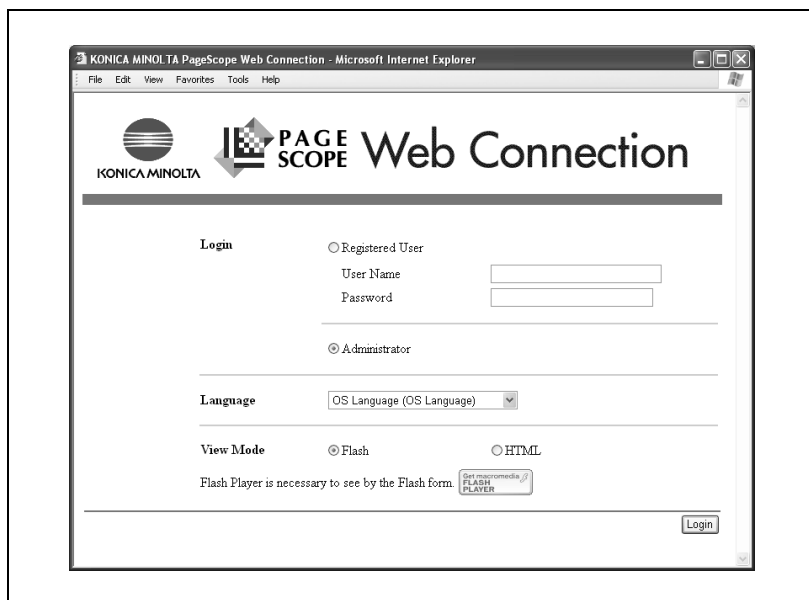 KONICA MINOLTA PageScope Web Connection - Microsoft Internet Explorer
File Edit View Favorites Tools Help
KONICA MINOLTA
PAGE SCOPE Web Connection
Login
Registered User
User Name
Password
Administrator
Language OS Language (OS Language)
View Mode Flash HTML
Flash Player is necessary to see by the Flash form. Get macromedia FLASH PLAYER
Login